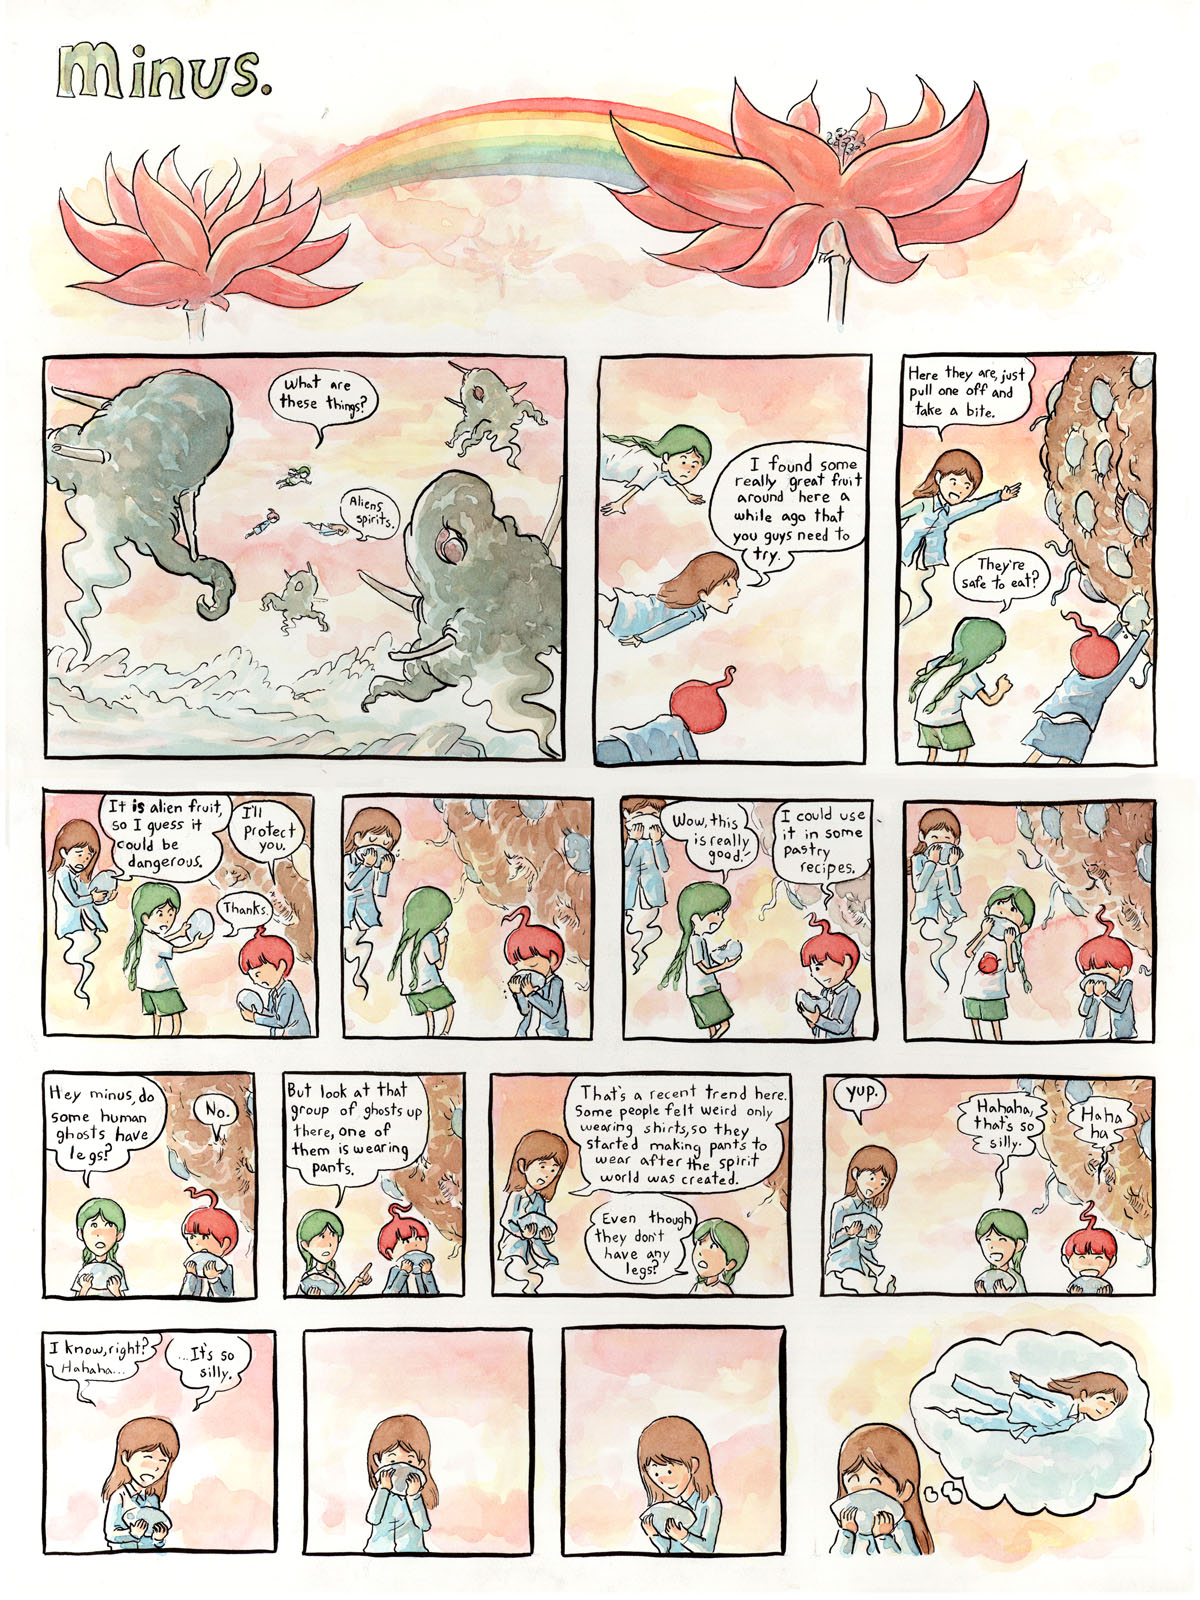 minus.
What are
these things?
Aliens
spirits.
I found some
really great fruit
around here a
while ago that
you guys need to
try.
Here they are, just
pull one off and
take a bite.
They're
safe to eat?
It is alien fruit,
so I guess it
could be
dangerous.
I'll
protect
you.
Thanks.
Wow, this
is really
good!
I could use
it in some
pastry
recipes.
Hey minus, do
some human
ghosts have
legs?
No.
But look at that
group of ghosts up
there, one of
them is wearing
pants.
That's a recent trend here.
Some people felt weird only
wearing shirts, so they
started making pants to
wear after the spirit
world was created.
Even though
they don't
have any
legs?
yup.
Hahaha,
that's so
silly.
Haha
ha
I know, right?
Hahaha...
...It's so
silly.